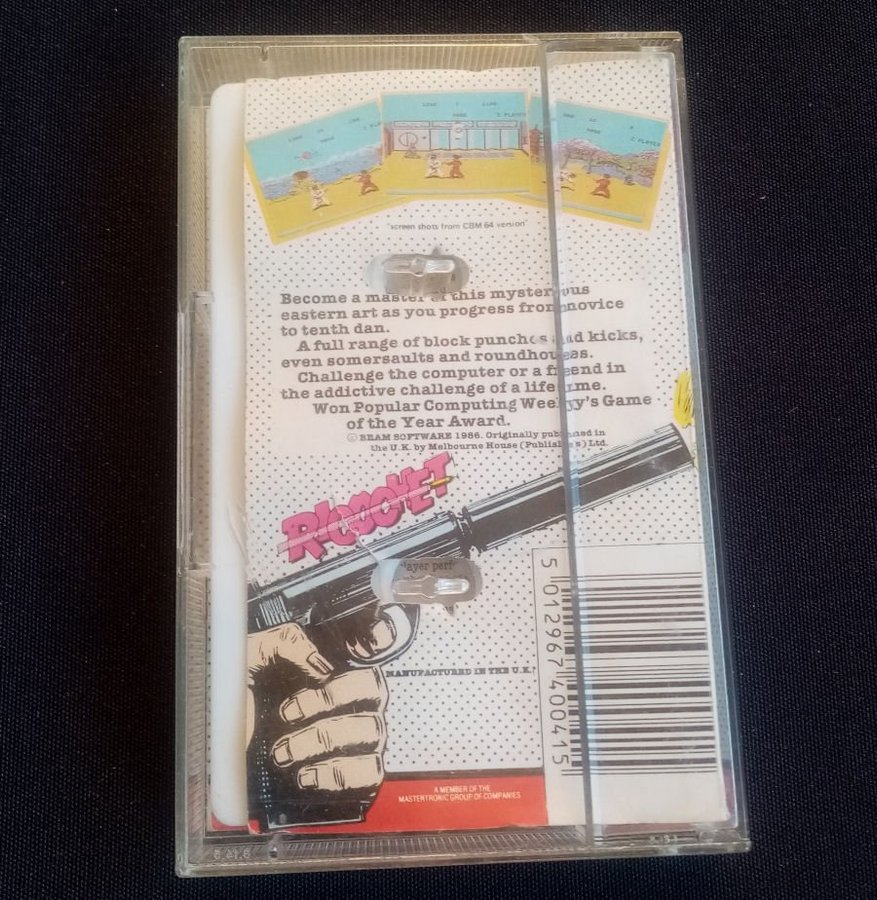 "screen shots from CBM 64 version"
Become a master of this mysterious
eastern art as you progress from novice
to tenth dan.
A full range of block punches and kicks,
even somersaults and roundhouses.
Challenge the computer or a friend in
the addictive challenge of a lifetime.
Won Popular Computing Weekly's Game
of the Year Award.
© BEAM SOFTWARE 1986. Originally published in
the U.K. by Melbourne House (Publishers) Ltd.
RICOCHET
MANUFACTURED IN THE U.K.
5 012967 400415
A MEMBER OF THE
MASTERTRONIC GROUP OF COMPANIES